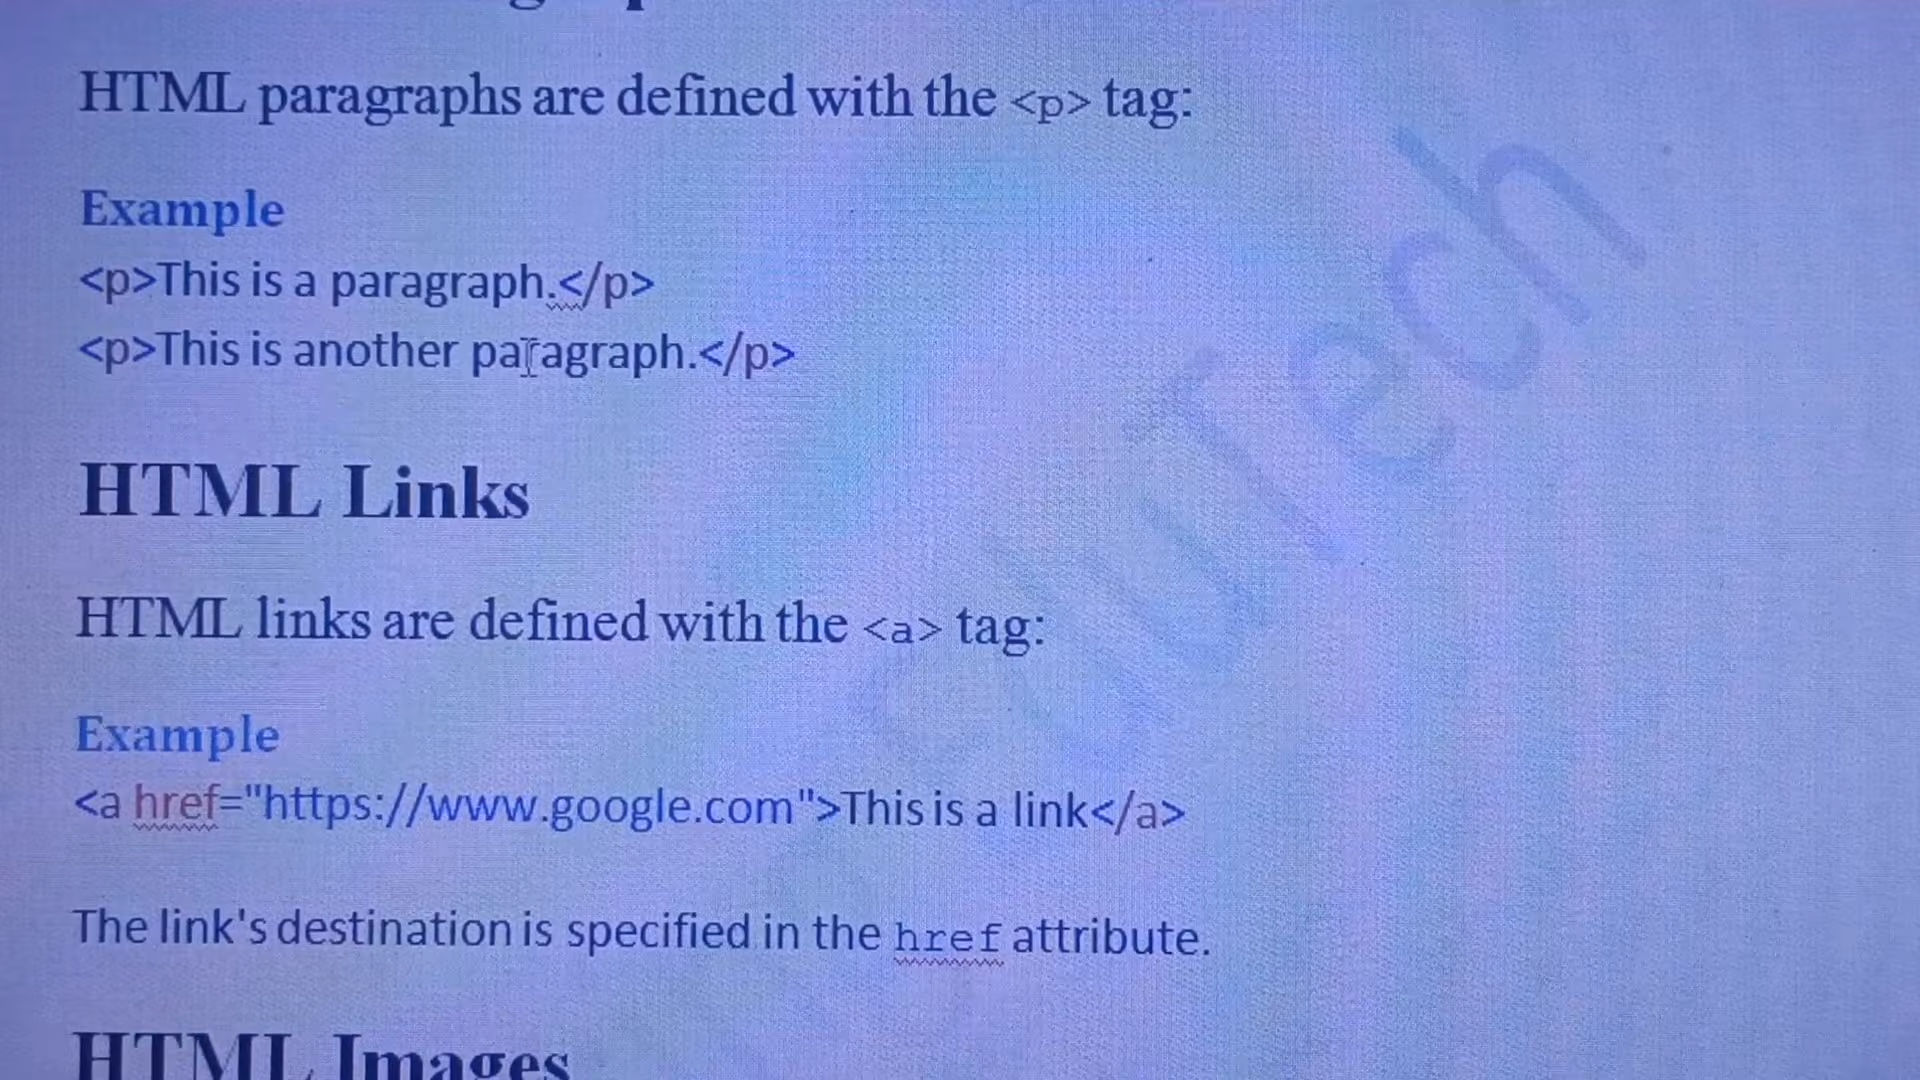 HTML paragraphs are defined with the <p> tag:
Example
<p>This is a paragraph.</p>
<p>This is another paragraph.</p>
HTML Links
HTML links are defined with the <a> tag:
Example
<a href="https://www.google.com">This is a link</a>
The link's destination is specified in the href attribute.
HTML Images